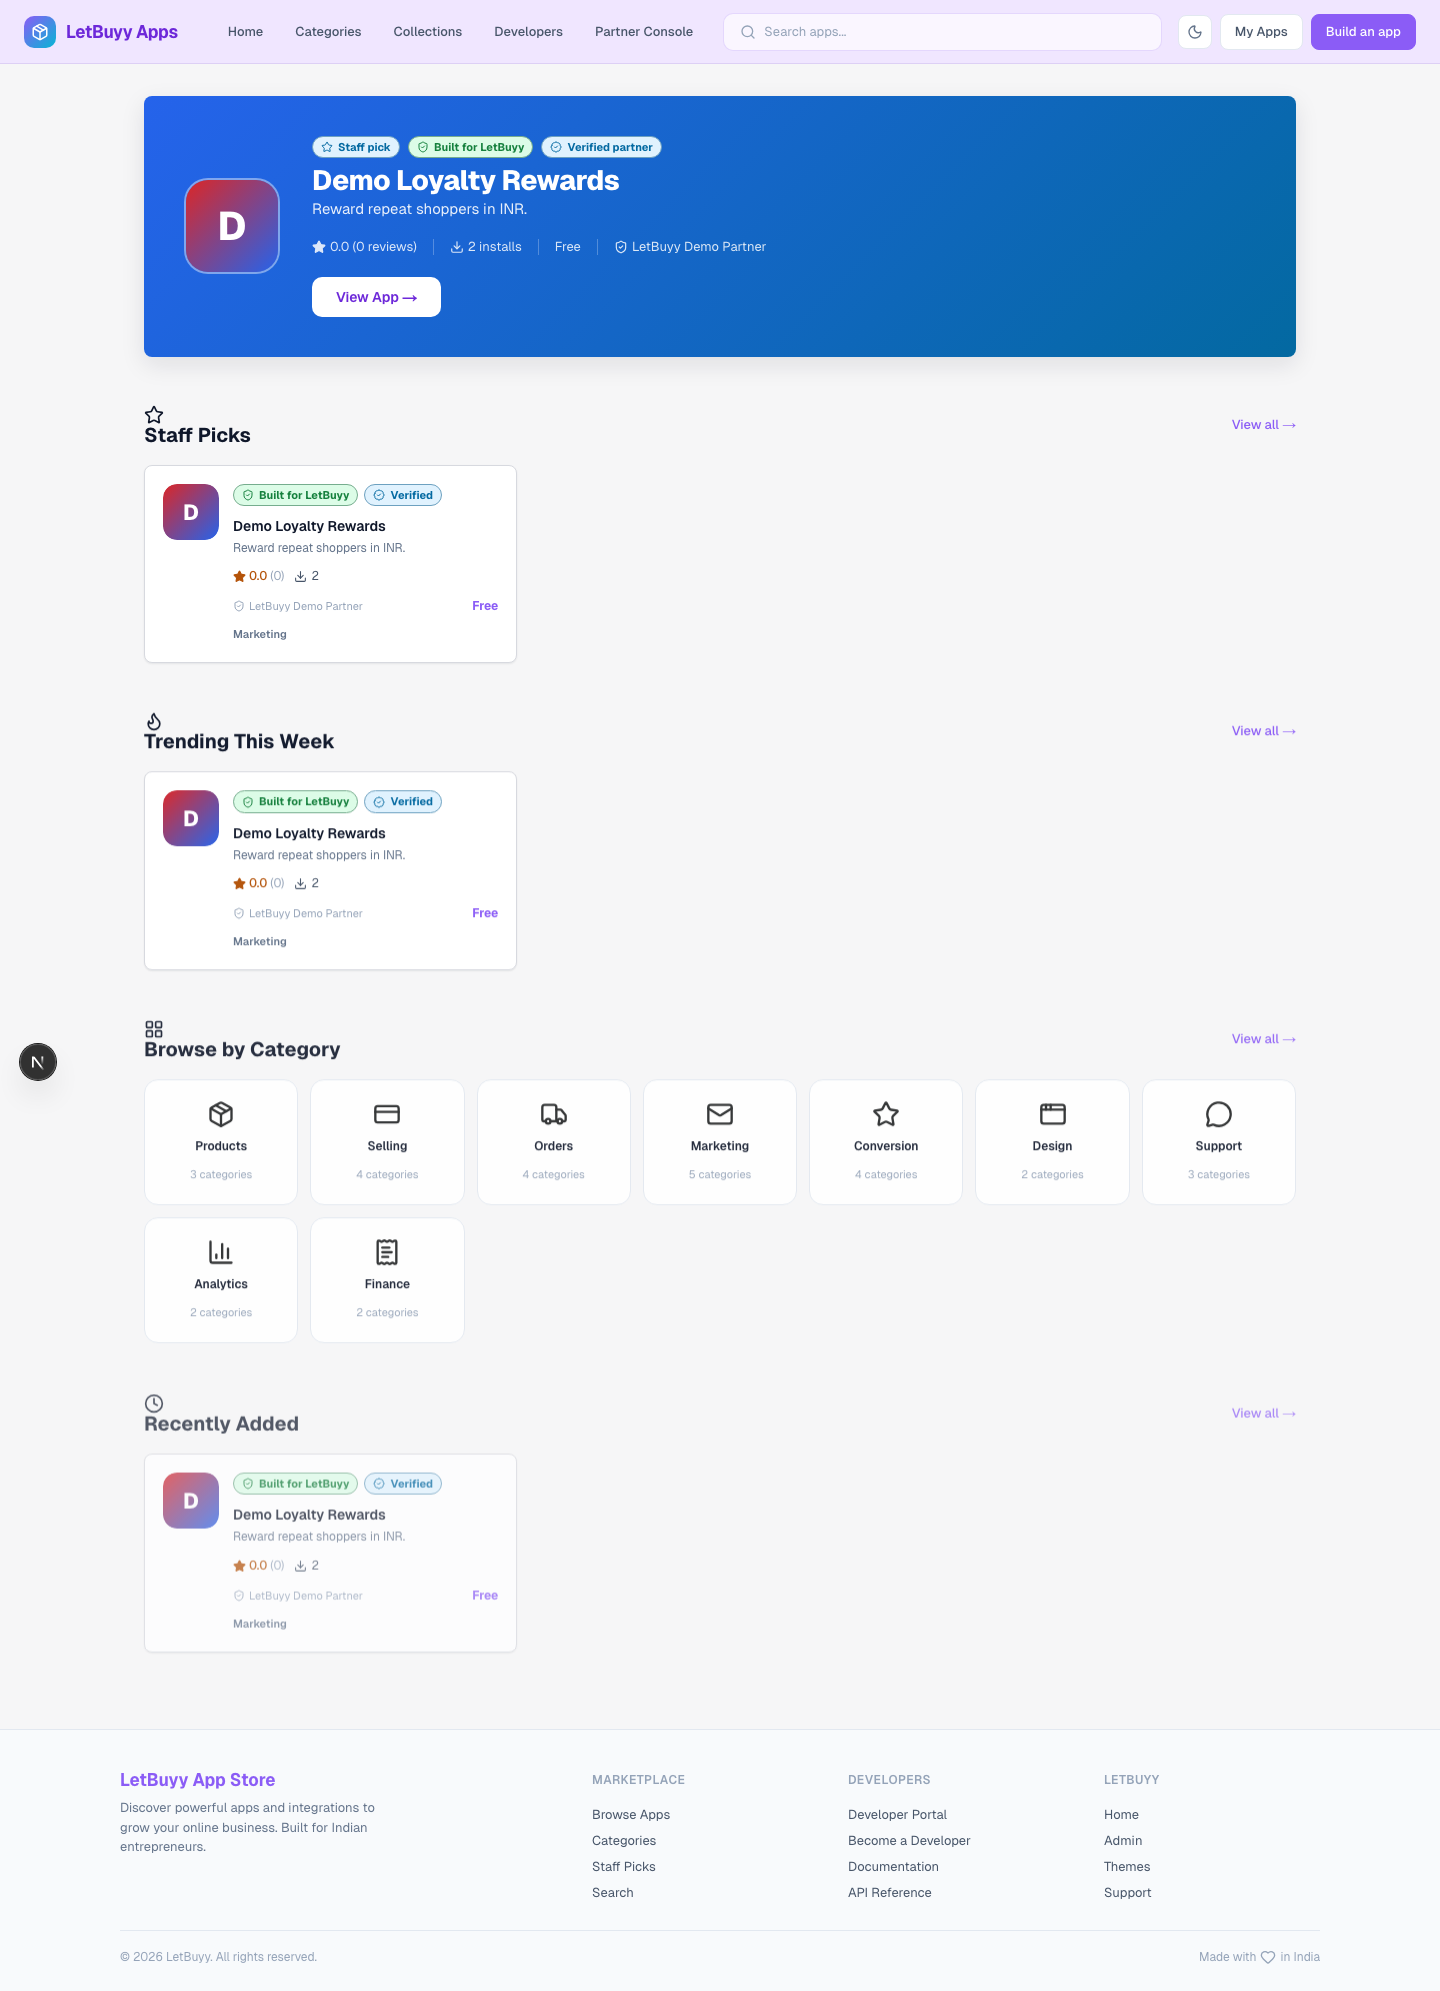 LetBuyy Apps
Home
Categories
Collections
Developers
Partner Console
Search apps...
My Apps
Build an app
Staff pick
Built for LetBuyy
Verified partner
D
Demo Loyalty Rewards
Reward repeat shoppers in INR.
0.0 (0 reviews)
2 installs
Free
LetBuyy Demo Partner
View App →
Staff Picks
View all →
D
Built for LetBuyy
Verified
Demo Loyalty Rewards
Reward repeat shoppers in INR.
0.0 (0)
2
LetBuyy Demo Partner
Free
Marketing
Trending This Week
View all →
D
Built for LetBuyy
Verified
Demo Loyalty Rewards
Reward repeat shoppers in INR.
0.0 (0)
2
LetBuyy Demo Partner
Free
Marketing
Browse by Category
View all →
N
Products
3 categories
Selling
4 categories
Orders
4 categories
Marketing
5 categories
Conversion
4 categories
Design
2 categories
Support
3 categories
Analytics
2 categories
Finance
2 categories
Recently Added
View all →
D
Built for LetBuyy
Verified
Demo Loyalty Rewards
Reward repeat shoppers in INR.
0.0 (0)
2
LetBuyy Demo Partner
Free
Marketing
LetBuyy App Store
Discover powerful apps and integrations to
grow your online business. Built for Indian
entrepreneurs.
MARKETPLACE
Browse Apps
Categories
Staff Picks
Search
DEVELOPERS
Developer Portal
Become a Developer
Documentation
API Reference
LETBUYY
Home
Admin
Themes
Support
© 2026 LetBuyy. All rights reserved.
Made with ♡ in India